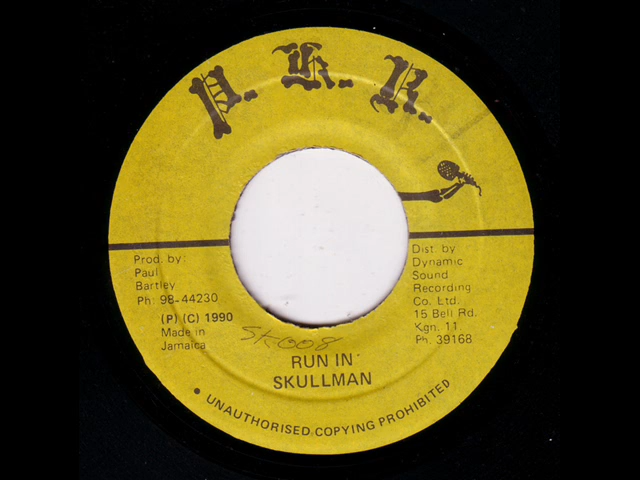 P.H.R.
Prod. by:
Paul
Bartley
Ph: 98-44230
(P) (C) 1990
Made in
Jamaica
Dist. by
Dynamic
Sound
Recording
Co. Ltd.
15 Bell Rd.
Kgn. 11.
Ph. 39168
SK008
RUN IN
SKULLMAN
• UNAUTHORISED COPYING PROHIBITED